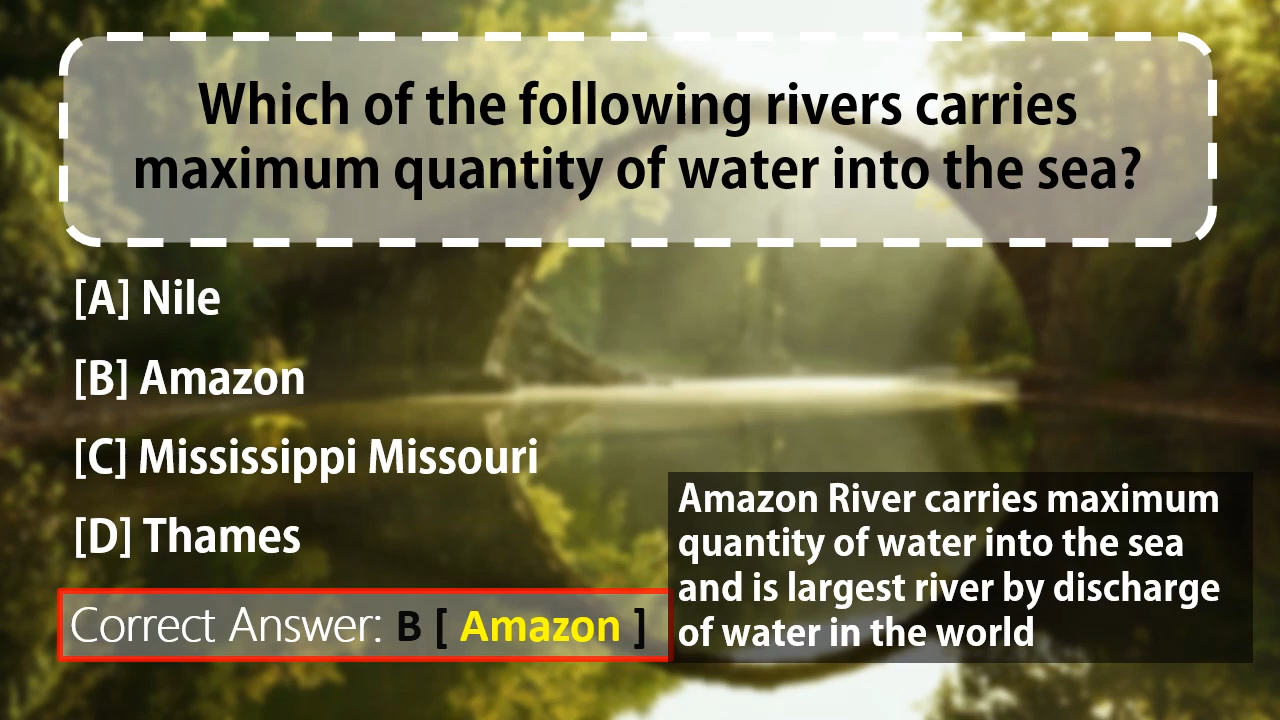 Which of the following rivers carries
maximum quantity of water into the sea?
[A] Nile
[B] Amazon
[C] Mississippi Missouri
[D] Thames
Correct Answer: B [ Amazon ]
Amazon River carries maximum
quantity of water into the sea
and is largest river by discharge
of water in the world